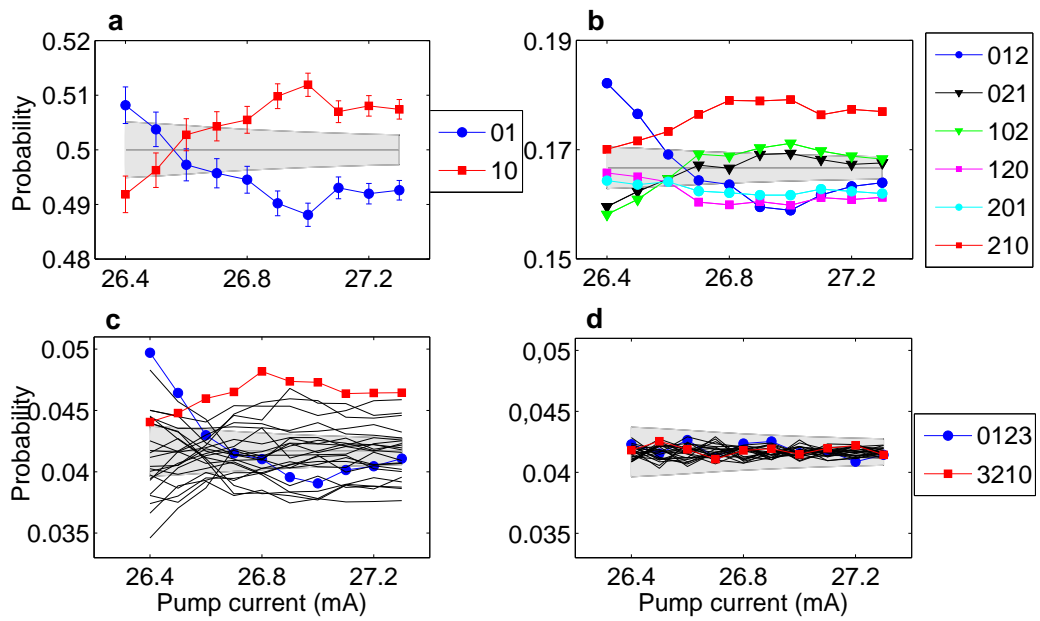 a
0.52
0.51
0.5
0.49
0.48
Probability
26.4 26.8 27.2
01
10
b
0.19
0.17
0.15
26.4 26.8 27.2
012
021
102
120
201
210
c
0.05
0.045
0.04
0.035
Probability
26.4 26.8 27.2
Pump current (mA)
d
0,05
0.045
0.04
0,035
26.4 26.8 27.2
Pump current (mA)
0123
3210